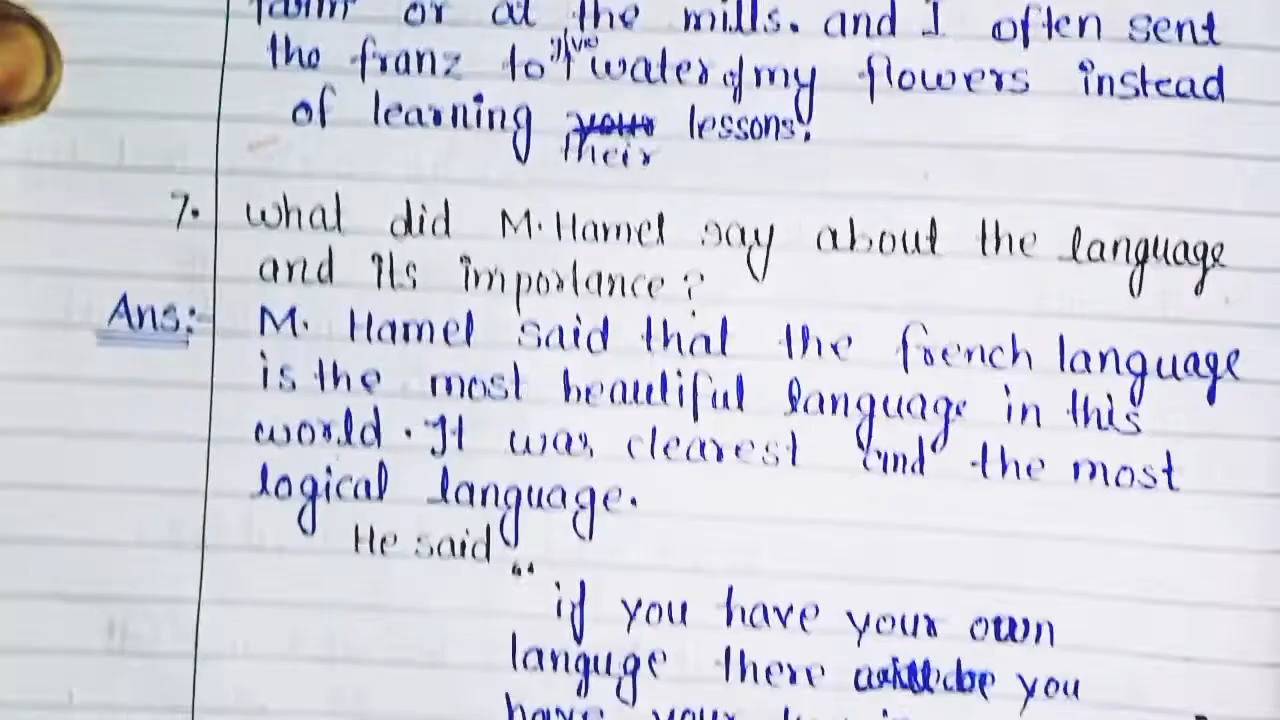 farm or at the mills. and I often sent
the franz to give water of my flowers instead
of learning their lessons.
7. What did M. Hamel say about the language
and its importance?
Ans:- M. Hamel said that the french language
is the most beautiful language in this
world. It was clearest and the most
logical language.
He said
"if you have your own
languge there you
have your